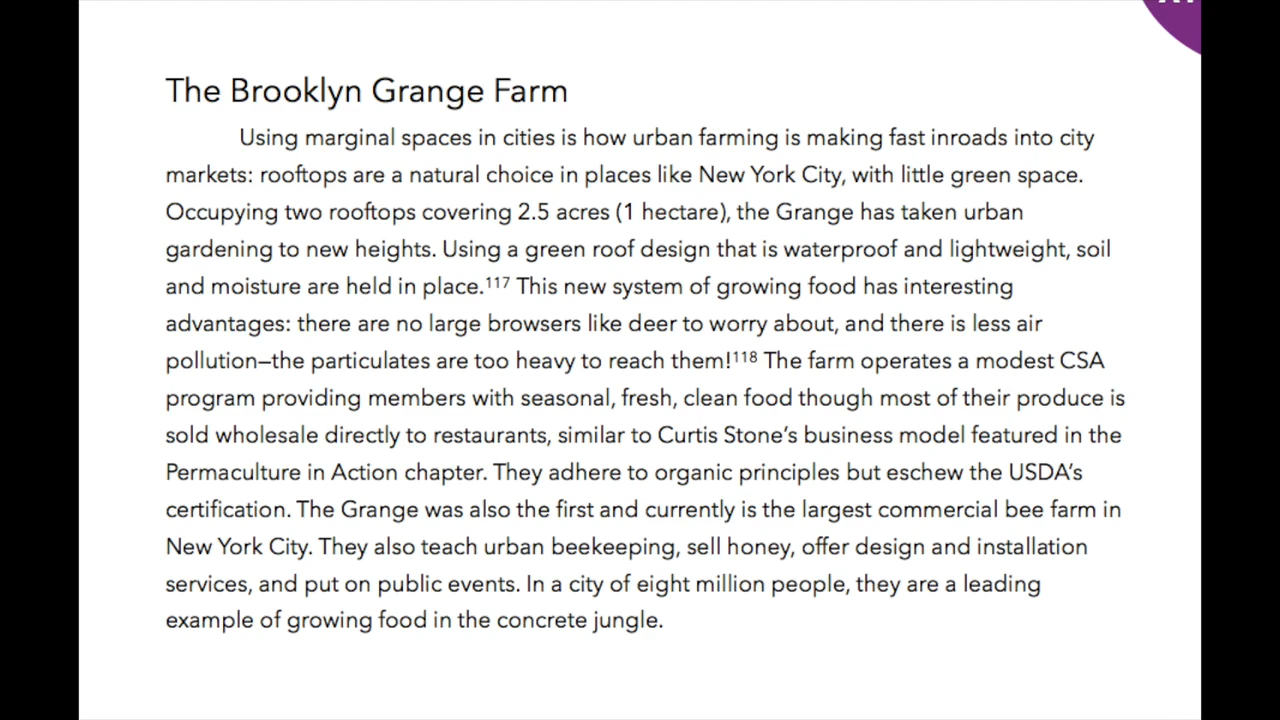 The Brooklyn Grange Farm
Using marginal spaces in cities is how urban farming is making fast inroads into city
markets: rooftops are a natural choice in places like New York City, with little green space.
Occupying two rooftops covering 2.5 acres (1 hectare), the Grange has taken urban
gardening to new heights. Using a green roof design that is waterproof and lightweight, soil
and moisture are held in place.¹¹⁷ This new system of growing food has interesting
advantages: there are no large browsers like deer to worry about, and there is less air
pollution—the particulates are too heavy to reach them!¹¹⁸ The farm operates a modest CSA
program providing members with seasonal, fresh, clean food though most of their produce is
sold wholesale directly to restaurants, similar to Curtis Stone’s business model featured in the
Permaculture in Action chapter. They adhere to organic principles but eschew the USDA’s
certification. The Grange was also the first and currently is the largest commercial bee farm in
New York City. They also teach urban beekeeping, sell honey, offer design and installation
services, and put on public events. In a city of eight million people, they are a leading
example of growing food in the concrete jungle.